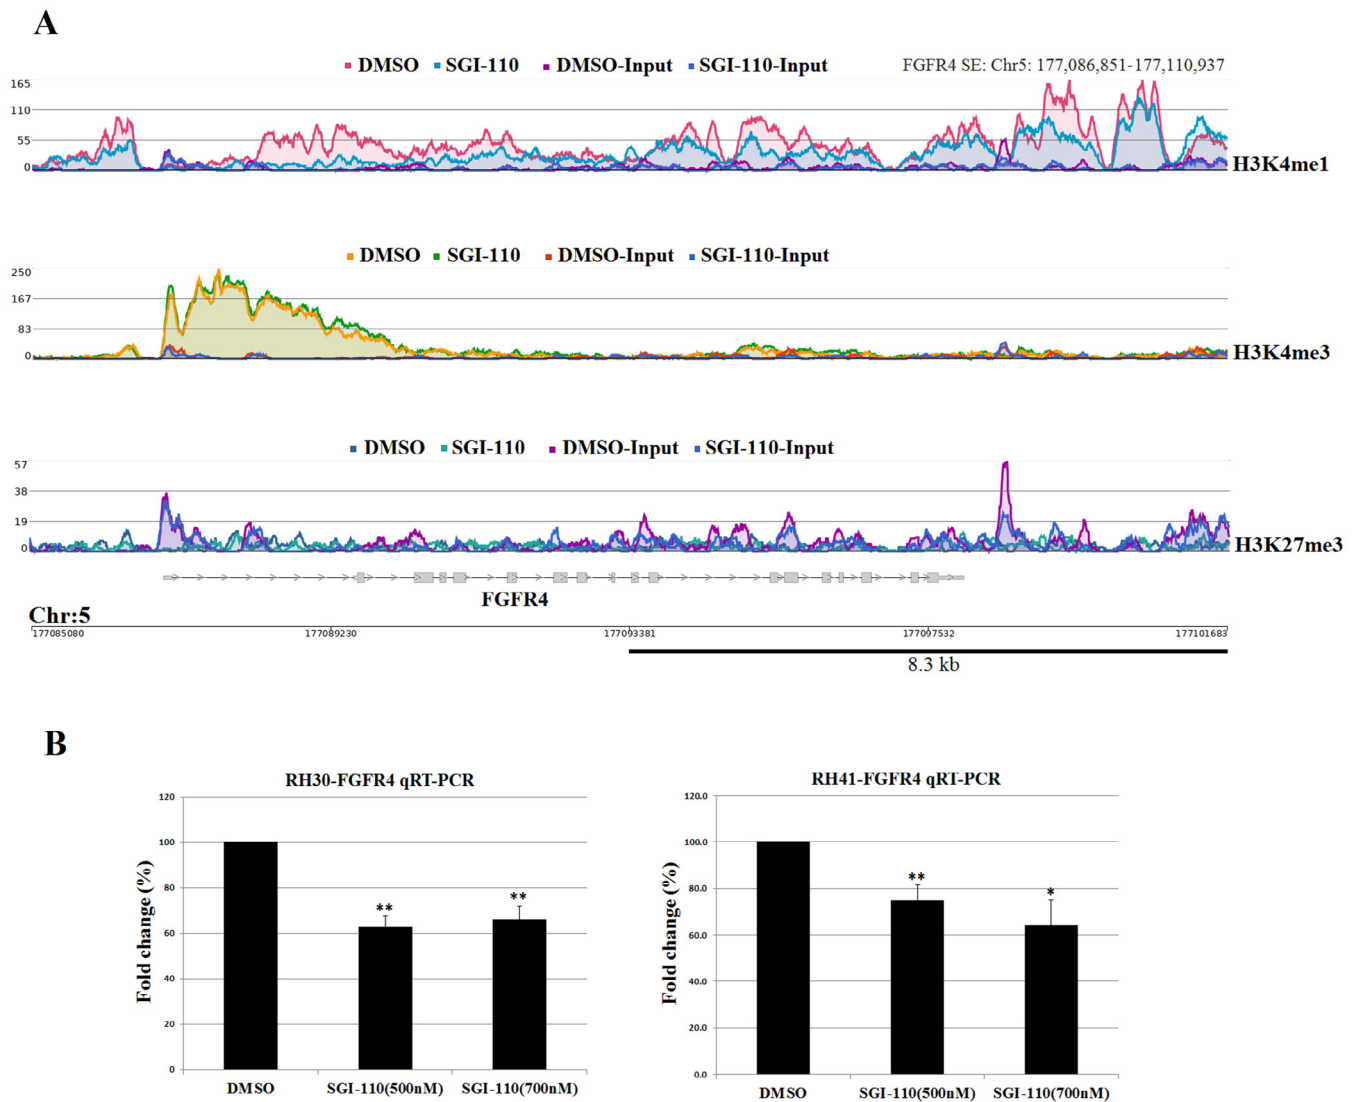 A
DMSO SGI-110 DMSO-Input SGI-110-Input FGFR4 SE: Chr5: 177,086,851-177,110,937
165
110
55
0
H3K4me1
DMSO SGI-110 DMSO-Input SGI-110-Input
250
167
83
0
H3K4me3
DMSO SGI-110 DMSO-Input SGI-110-Input
57
38
19
0
H3K27me3
FGFR4
Chr:5
177085080 177089230 177093381 177097532 177101683
8.3 kb
B
RH30-FGFR4 qRT-PCR
Fold change (%)
120
100
80
60
40
20
0
** **
DMSO SGI-110(500nM) SGI-110(700nM)
RH41-FGFR4 qRT-PCR
Fold change (%)
120.0
100.0
80.0
60.0
40.0
20.0
0.0
** *
DMSO SGI-110(500nM) SGI-110(700nM)